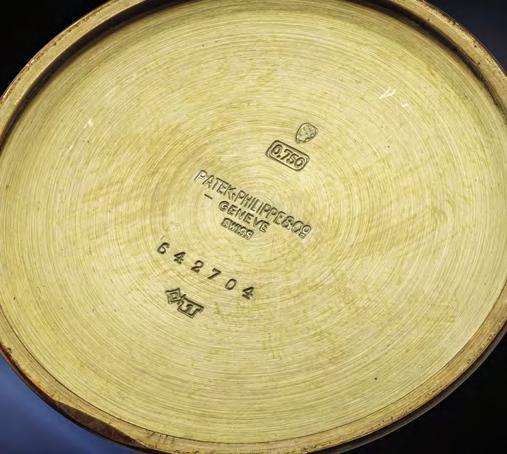 0.750
PATEK·PHILIPPE & Co
GENEVE
SWISS
642704